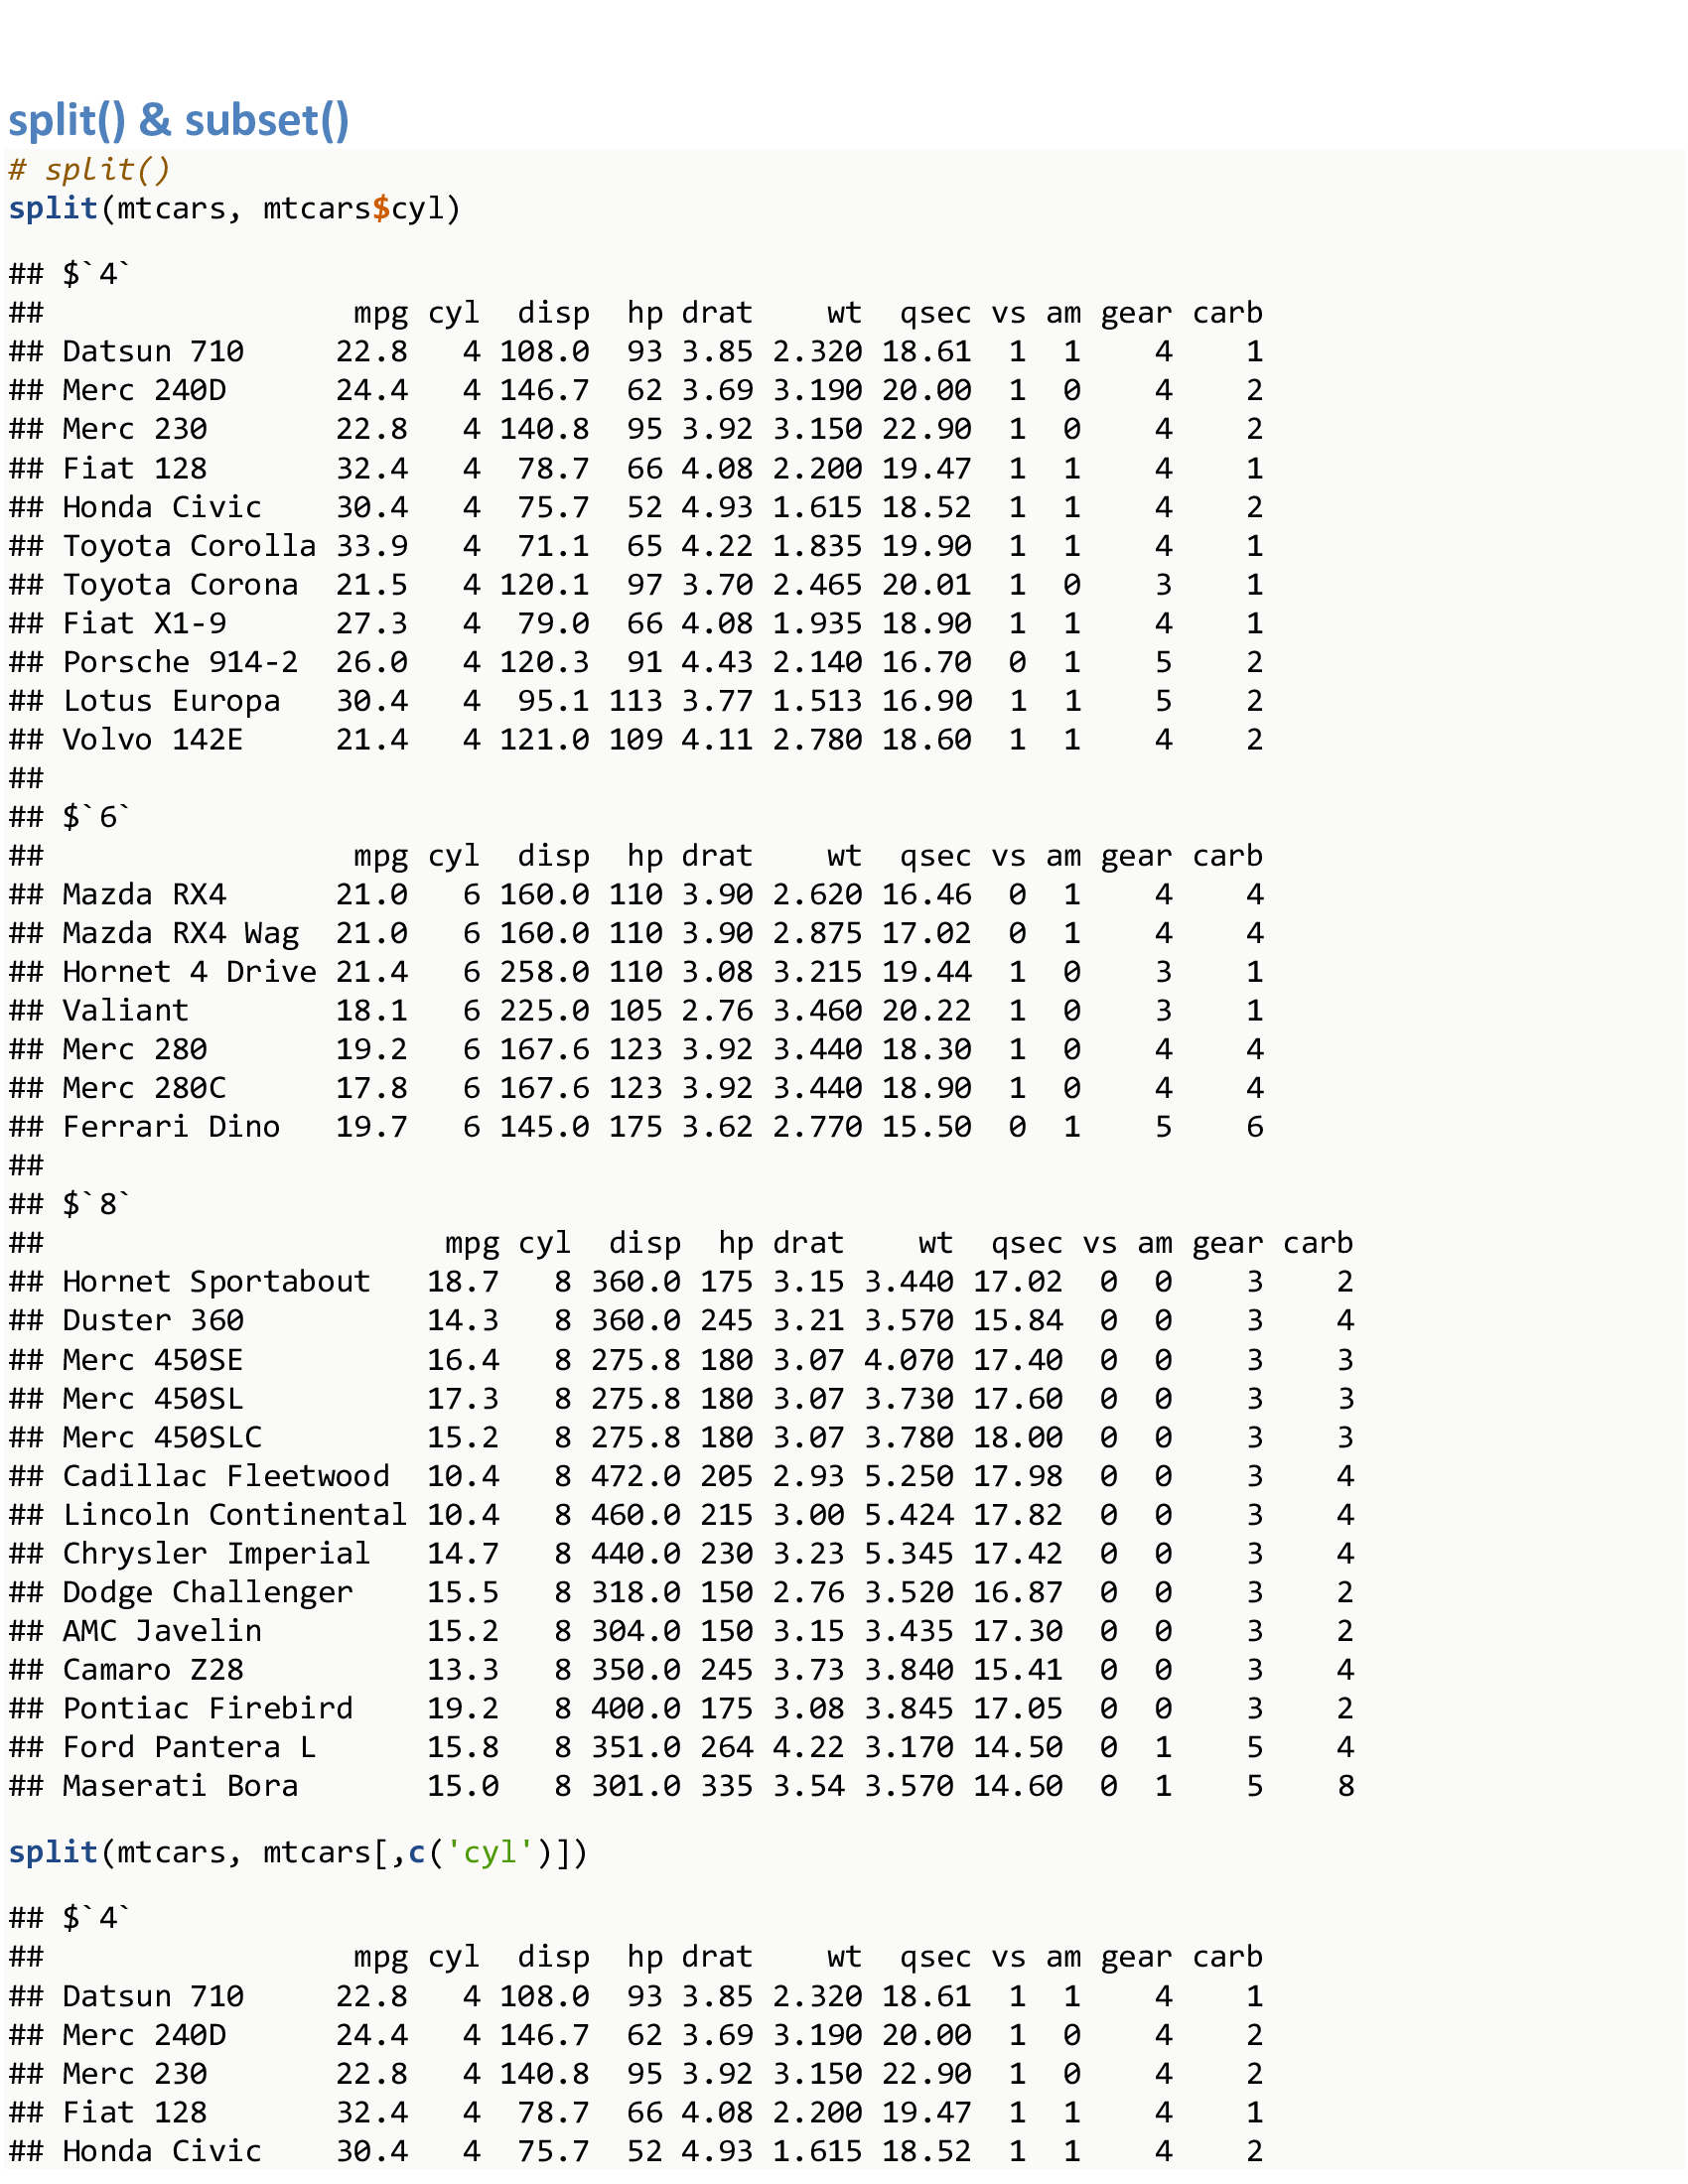 split() & subset()
# split()
split(mtcars, mtcars$cyl)
## $`4`
##                 mpg cyl  disp  hp drat    wt  qsec vs am gear carb
## Datsun 710     22.8   4 108.0  93 3.85 2.320 18.61  1  1    4    1
## Merc 240D      24.4   4 146.7  62 3.69 3.190 20.00  1  0    4    2
## Merc 230       22.8   4 140.8  95 3.92 3.150 22.90  1  0    4    2
## Fiat 128       32.4   4  78.7  66 4.08 2.200 19.47  1  1    4    1
## Honda Civic    30.4   4  75.7  52 4.93 1.615 18.52  1  1    4    2
## Toyota Corolla 33.9   4  71.1  65 4.22 1.835 19.90  1  1    4    1
## Toyota Corona  21.5   4 120.1  97 3.70 2.465 20.01  1  0    3    1
## Fiat X1-9      27.3   4  79.0  66 4.08 1.935 18.90  1  1    4    1
## Porsche 914-2  26.0   4 120.3  91 4.43 2.140 16.70  0  1    5    2
## Lotus Europa   30.4   4  95.1 113 3.77 1.513 16.90  1  1    5    2
## Volvo 142E     21.4   4 121.0 109 4.11 2.780 18.60  1  1    4    2
##
## $`6`
##                 mpg cyl  disp  hp drat    wt  qsec vs am gear carb
## Mazda RX4      21.0   6 160.0 110 3.90 2.620 16.46  0  1    4    4
## Mazda RX4 Wag  21.0   6 160.0 110 3.90 2.875 17.02  0  1    4    4
## Hornet 4 Drive 21.4   6 258.0 110 3.08 3.215 19.44  1  0    3    1
## Valiant        18.1   6 225.0 105 2.76 3.460 20.22  1  0    3    1
## Merc 280       19.2   6 167.6 123 3.92 3.440 18.30  1  0    4    4
## Merc 280C      17.8   6 167.6 123 3.92 3.440 18.90  1  0    4    4
## Ferrari Dino   19.7   6 145.0 175 3.62 2.770 15.50  0  1    5    6
##
## $`8`
##                      mpg cyl  disp  hp drat    wt  qsec vs am gear carb
## Hornet Sportabout   18.7   8 360.0 175 3.15 3.440 17.02  0  0    3    2
## Duster 360          14.3   8 360.0 245 3.21 3.570 15.84  0  0    3    4
## Merc 450SE          16.4   8 275.8 180 3.07 4.070 17.40  0  0    3    3
## Merc 450SL          17.3   8 275.8 180 3.07 3.730 17.60  0  0    3    3
## Merc 450SLC         15.2   8 275.8 180 3.07 3.780 18.00  0  0    3    3
## Cadillac Fleetwood  10.4   8 472.0 205 2.93 5.250 17.98  0  0    3    4
## Lincoln Continental 10.4   8 460.0 215 3.00 5.424 17.82  0  0    3    4
## Chrysler Imperial   14.7   8 440.0 230 3.23 5.345 17.42  0  0    3    4
## Dodge Challenger    15.5   8 318.0 150 2.76 3.520 16.87  0  0    3    2
## AMC Javelin         15.2   8 304.0 150 3.15 3.435 17.30  0  0    3    2
## Camaro Z28          13.3   8 350.0 245 3.73 3.840 15.41  0  0    3    4
## Pontiac Firebird    19.2   8 400.0 175 3.08 3.845 17.05  0  0    3    2
## Ford Pantera L      15.8   8 351.0 264 4.22 3.170 14.50  0  1    5    4
## Maserati Bora       15.0   8 301.0 335 3.54 3.570 14.60  0  1    5    8
split(mtcars, mtcars[,c('cyl')])
## $`4`
##                 mpg cyl  disp  hp drat    wt  qsec vs am gear carb
## Datsun 710     22.8   4 108.0  93 3.85 2.320 18.61  1  1    4    1
## Merc 240D      24.4   4 146.7  62 3.69 3.190 20.00  1  0    4    2
## Merc 230       22.8   4 140.8  95 3.92 3.150 22.90  1  0    4    2
## Fiat 128       32.4   4  78.7  66 4.08 2.200 19.47  1  1    4    1
## Honda Civic    30.4   4  75.7  52 4.93 1.615 18.52  1  1    4    2